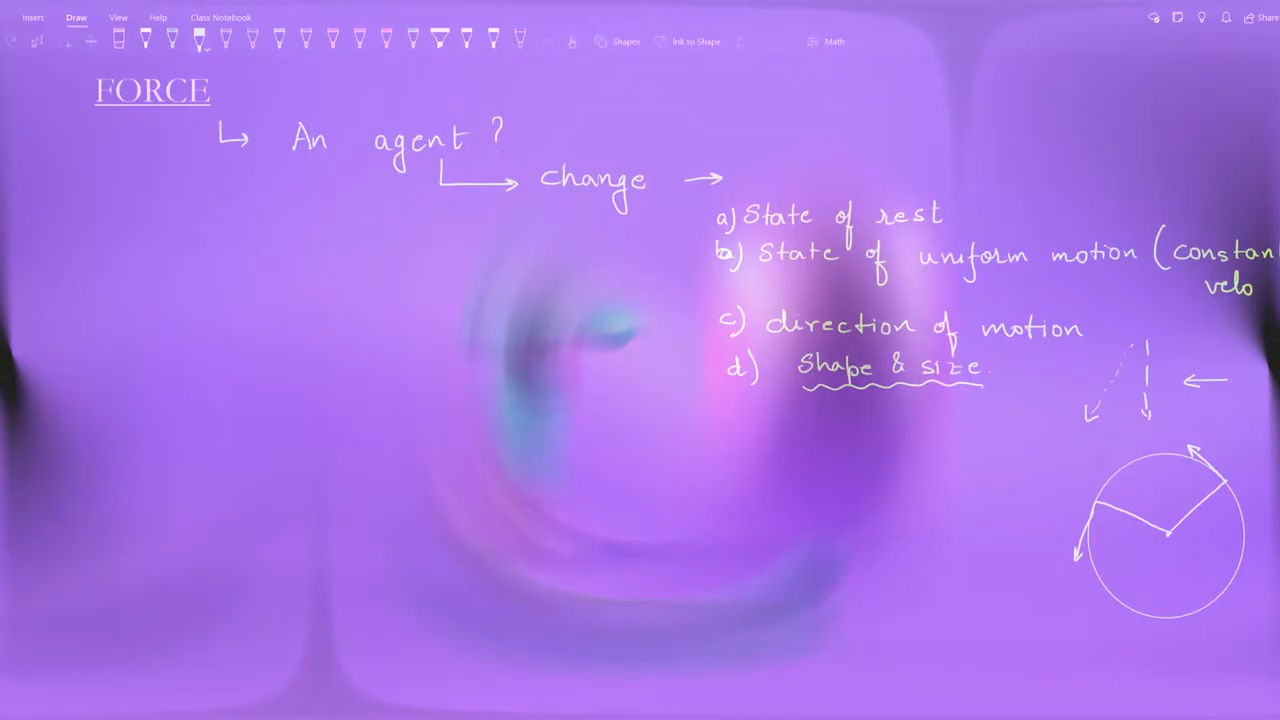 Insert Draw View Help Class Notebook Share
Shapes Ink to Shape Math
FORCE
An agent ?
change
a) State of rest
b) State of uniform motion (constan
velo
c) direction of motion
d) Shape & size